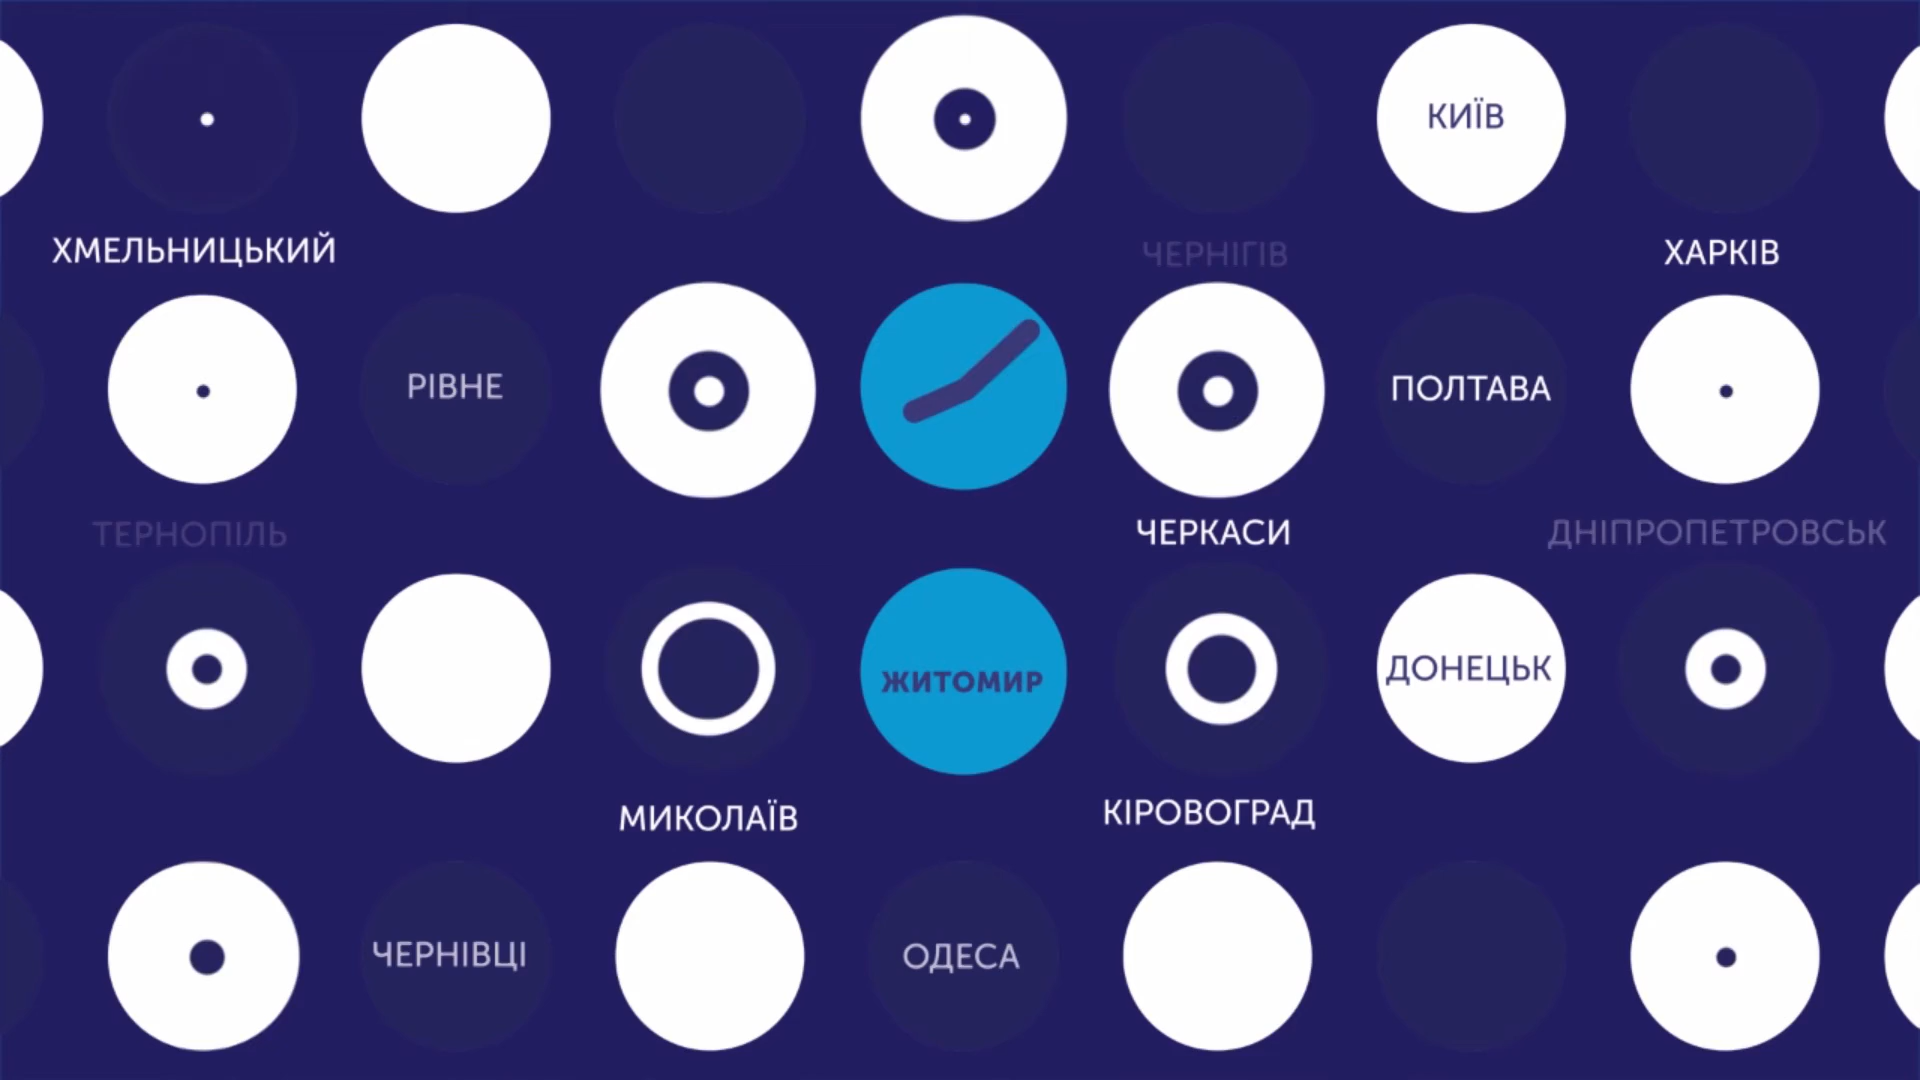 КИЇВ
ХМЕЛЬНИЦЬКИЙ
ЧЕРНІГІВ
ХАРКІВ
РІВНЕ
ПОЛТАВА
ТЕРНОПІЛЬ
ЧЕРКАСИ
ДНІПРОПЕТРОВСЬК
ЖИТОМИР
ДОНЕЦЬК
МИКОЛАЇВ
КІРОВОГРАД
ЧЕРНІВЦІ
ОДЕСА